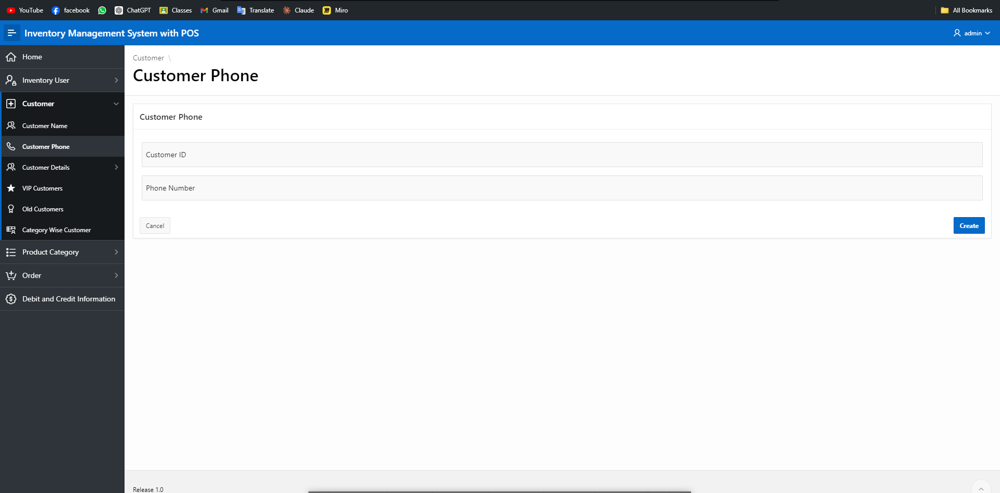 YouTube facebook ChatGPT Classes Gmail Translate Claude Miro All Bookmarks
Inventory Management System with POS admin
Home
Inventory User
Customer
Customer Name
Customer Phone
Customer Details
VIP Customers
Old Customers
Category Wise Customer
Product Category
Order
Debit and Credit Information
Customer \
Customer Phone
Customer Phone
Customer ID
Phone Number
Cancel Create
Release 1.0